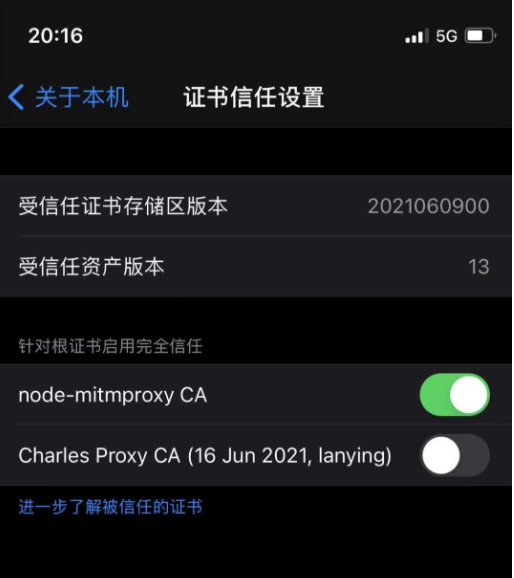 20:16
5G
关于本机
证书信任设置
受信任证书存储区版本
2021060900
受信任资产版本
13
针对根证书启用完全信任
node-mitmproxy CA
Charles Proxy CA (16 Jun 2021, lanying)
进一步了解被信任的证书